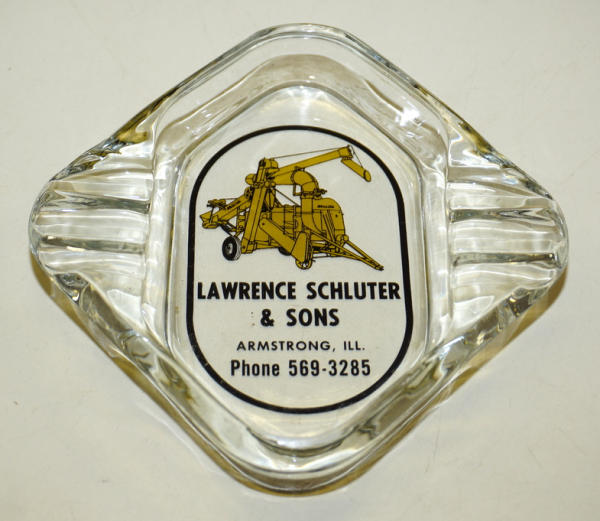 LAWRENCE SCHLUTER
& SONS
ARMSTRONG, ILL.
Phone 569-3285